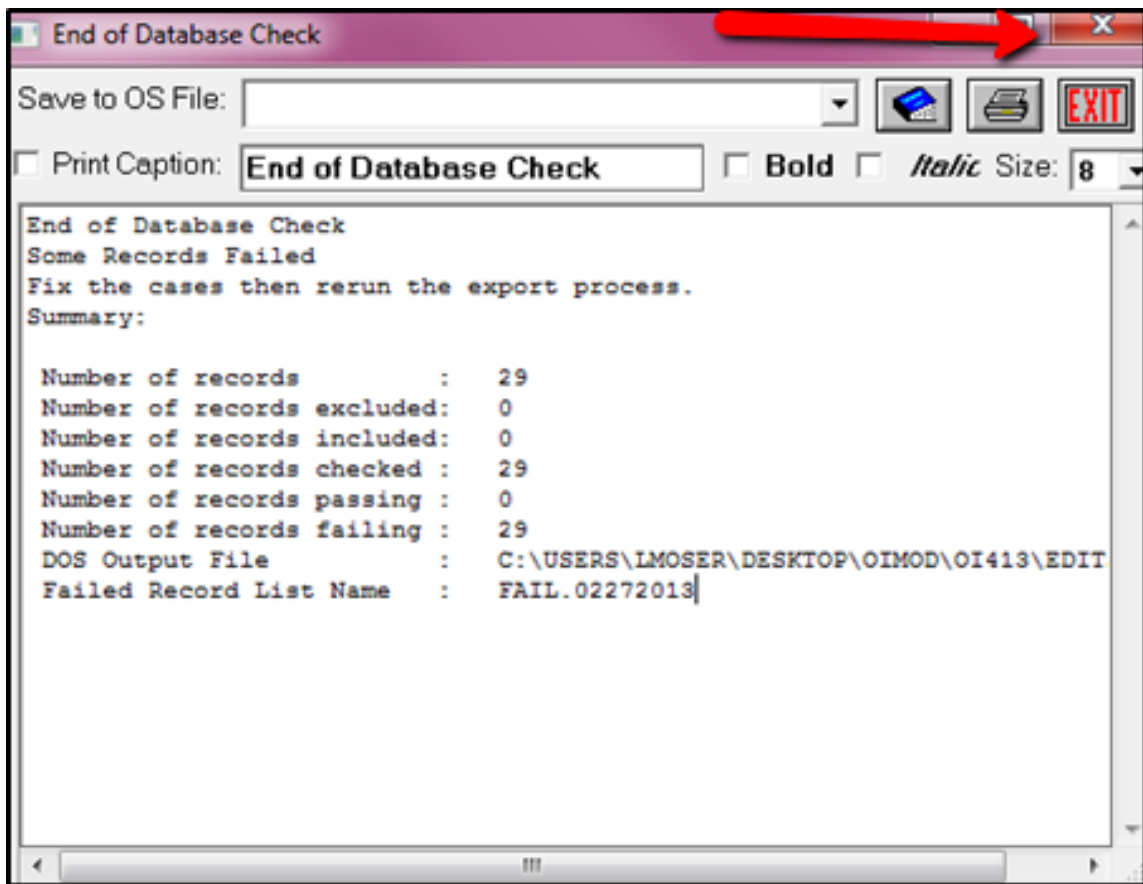 End of Database Check
Save to OS File:
EXIT
Print Caption: End of Database Check Bold Italic Size: 8
End of Database Check
Some Records Failed
Fix the cases then rerun the export process.
Summary:
Number of records : 29
Number of records excluded: 0
Number of records included: 0
Number of records checked : 29
Number of records passing : 0
Number of records failing : 29
DOS Output File : C:\USERS\LMOSER\DESKTOP\OIMOD\OI413\EDIT
Failed Record List Name : FAIL.02272013